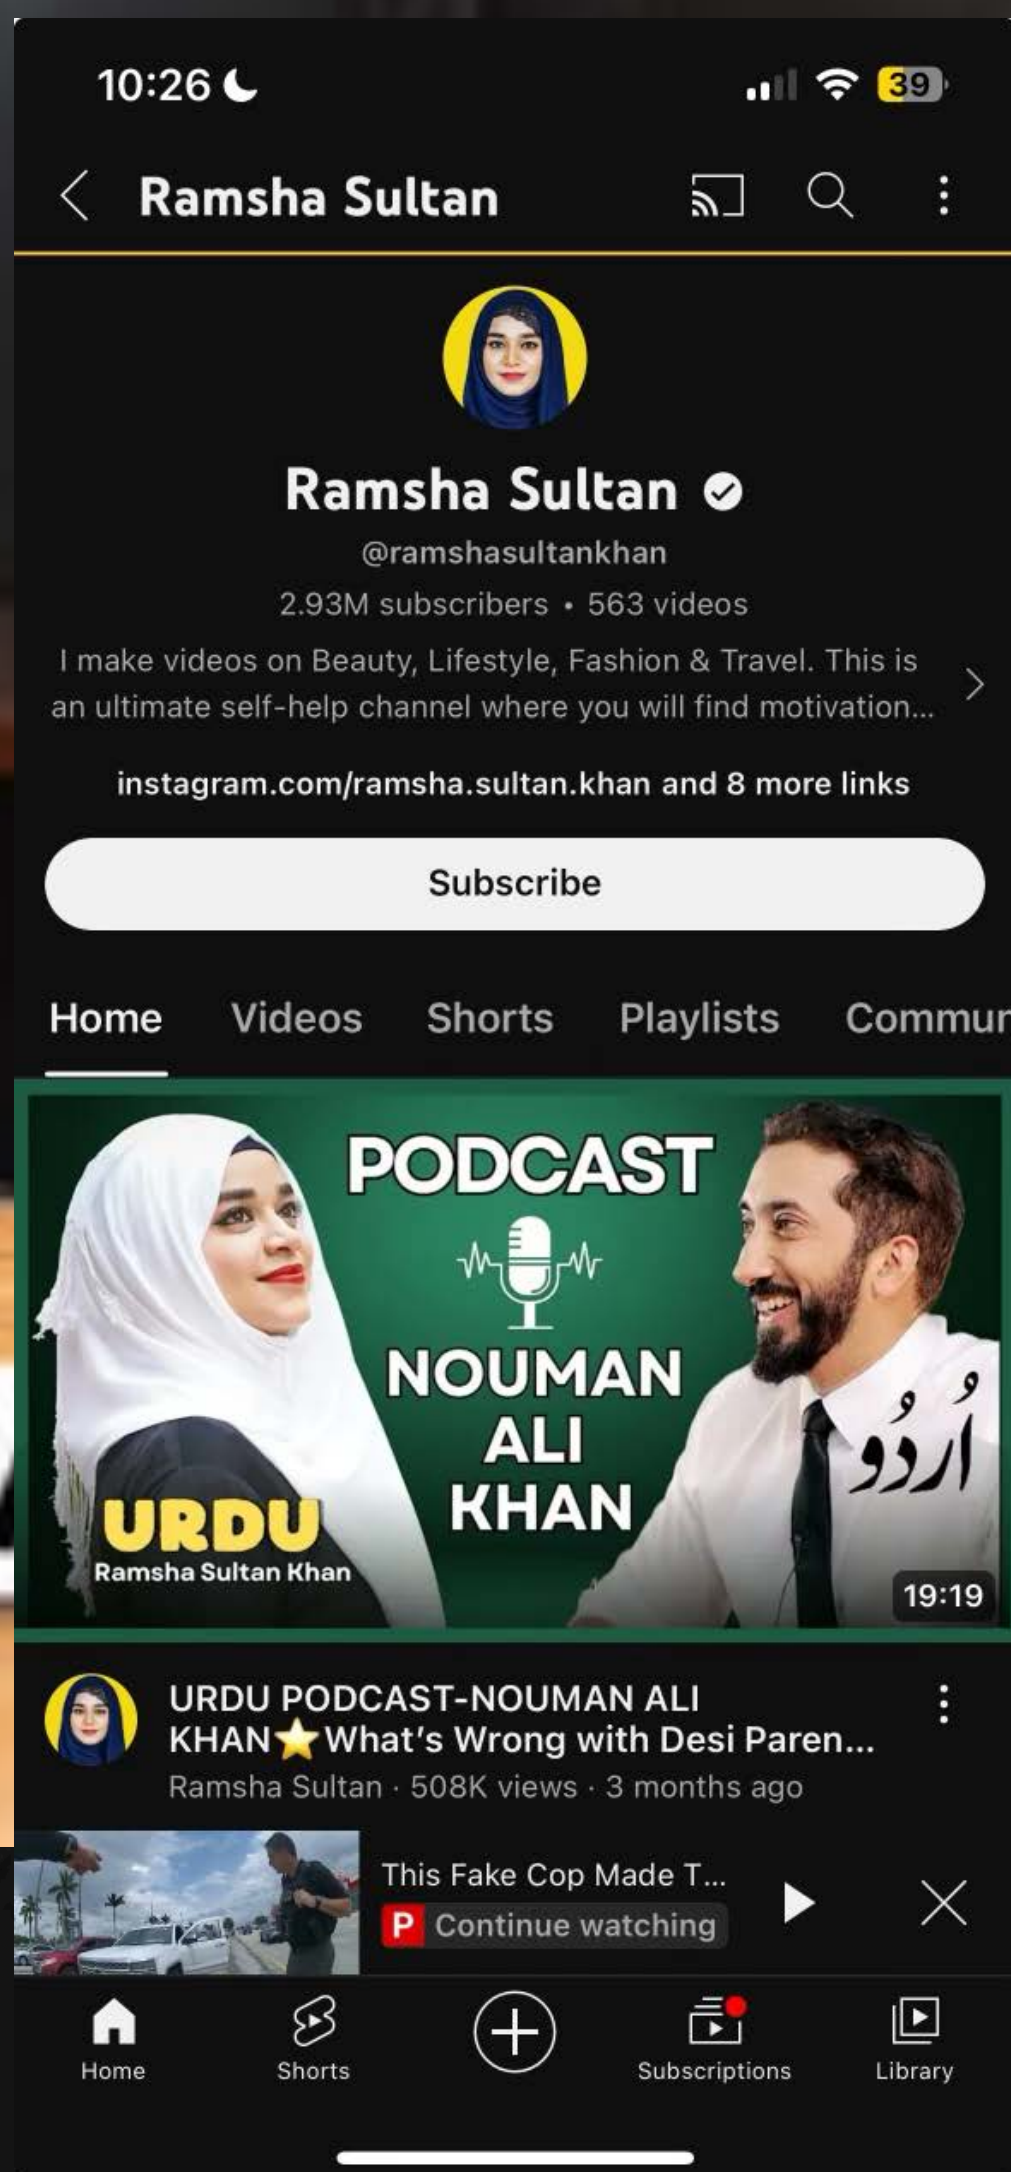 10:26
39
Ramsha Sultan
Ramsha Sultan
@ramshasultankhan
2.93M subscribers • 563 videos
I make videos on Beauty, Lifestyle, Fashion & Travel. This is
an ultimate self-help channel where you will find motivation...
instagram.com/ramsha.sultan.khan and 8 more links
Subscribe
Home Videos Shorts Playlists Commun
PODCAST
NOUMAN
ALI
KHAN
اُردُو
URDU
Ramsha Sultan Khan
19:19
URDU PODCAST-NOUMAN ALI
KHAN⭐What's Wrong with Desi Paren...
Ramsha Sultan · 508K views · 3 months ago
This Fake Cop Made T...
P Continue watching
Home Shorts Subscriptions Library